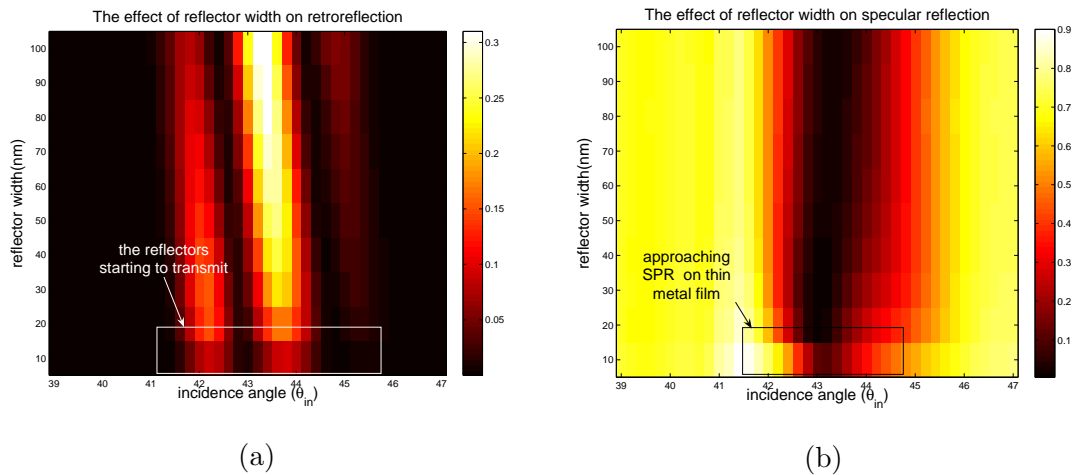 The effect of reflector width on retroreflection
100
90
80
70
60
50
40
30
20
10
reflector width(nm)
the reflectors
starting to transmit
39 40 41 42 43 44 45 46 47
incidence angle (θin)
0.3
0.25
0.2
0.15
0.1
0.05
(a)
The effect of reflector width on specular reflection
100
90
80
70
60
50
40
30
20
10
reflector width(nm)
approaching
SPR on thin
metal film
39 40 41 42 43 44 45 46 47
incidence angle (θin)
0.9
0.8
0.7
0.6
0.5
0.4
0.3
0.2
0.1
(b)